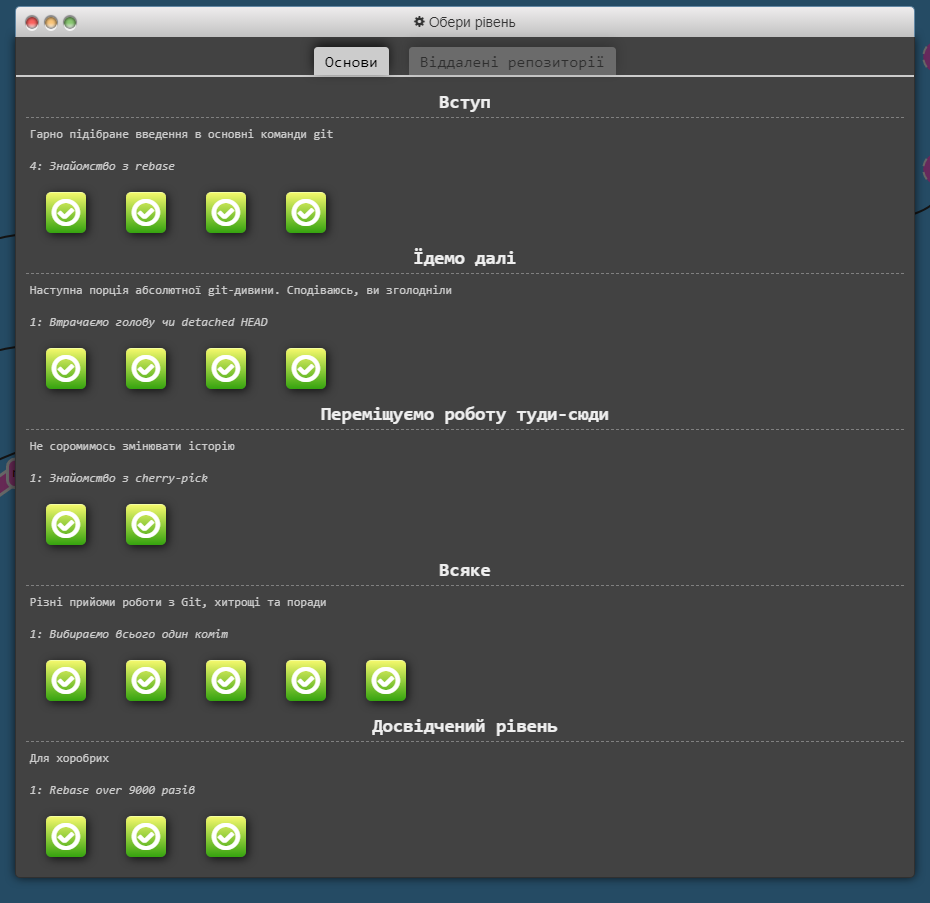 Обери рівень
Основи
Віддалені репозиторії
Вступ
Гарно підібране введення в основні команди git
4: Знайомство з rebase
Їдемо далі
Наступна порція абсолютної git-дивини. Сподіваюсь, ви зголодніли
1: Втрачаємо голову чи detached HEAD
Переміщуємо роботу туди-сюди
Не соромимось змінювати історію
1: Знайомство з cherry-pick
Всяке
Різні прийоми роботи з Git, хитрощі та поради
1: Вибираємо всього один коміт
Досвідчений рівень
Для хоробрих
1: Rebase over 9000 разів